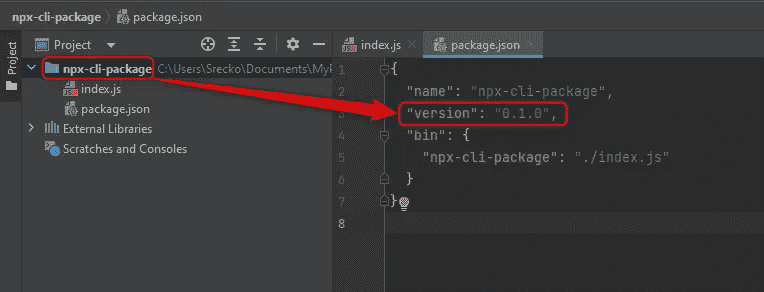 npx-cli-package > package.json
Project
Project
index.js
package.json
npx-cli-package C:\Users\Srecko\Documents\MyP
index.js
package.json
External Libraries
Scratches and Consoles
1 {
2 "name": "npx-cli-package",
3 "version": "0.1.0",
4 "bin": {
5 "npx-cli-package": "./index.js"
6 }
7 }
8